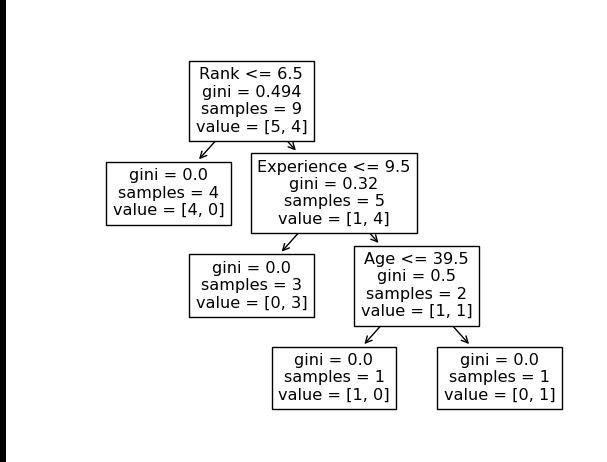 Rank <= 6.5
gini = 0.494
samples = 9
value = [5, 4]
gini = 0.0
samples = 4
value = [4, 0]
Experience <= 9.5
gini = 0.32
samples = 5
value = [1, 4]
gini = 0.0
samples = 3
value = [0, 3]
Age <= 39.5
gini = 0.5
samples = 2
value = [1, 1]
gini = 0.0
samples = 1
value = [1, 0]
gini = 0.0
samples = 1
value = [0, 1]